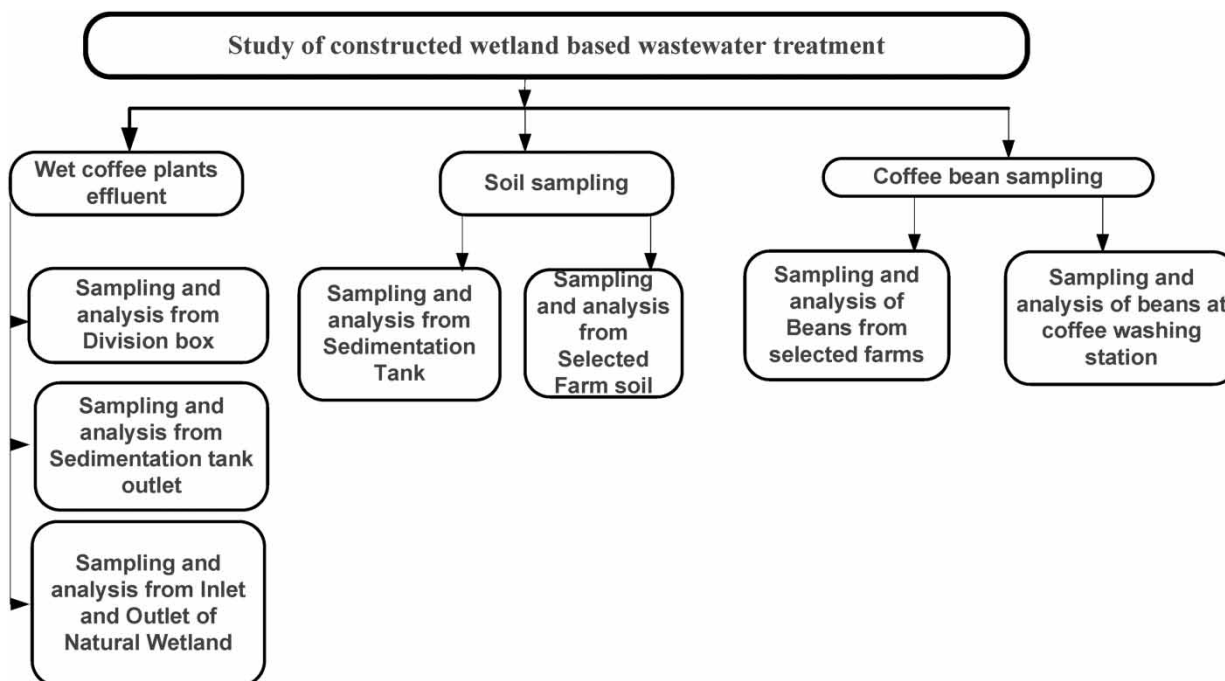 Study of constructed wetland based wastewater treatment
Wet coffee plants
effluent
Soil sampling
Coffee bean sampling
Sampling and
analysis from
Division box
Sampling and
analysis from
Sedimentation tank
outlet
Sampling and
analysis from Inlet
and Outlet of
Natural Wetland
Sampling and
analysis from
Sedimentation
Tank
Sampling
and analysis
from
Selected
Farm soil
Sampling and
analysis of
Beans from
selected farms
Sampling and
analysis of beans at
coffee washing
station